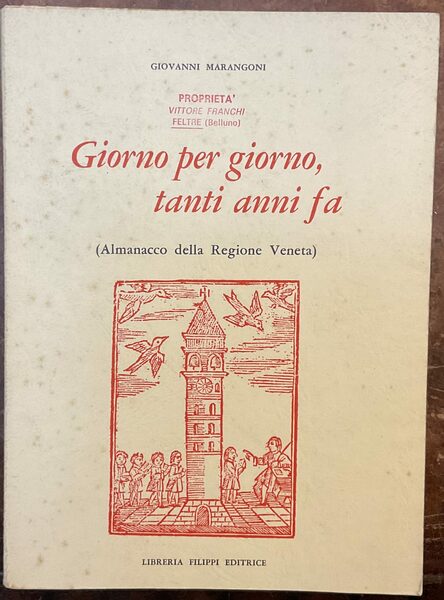 GIOVANNI MARANGONI
PROPRIETA'
VITTORE FRANCHI
FELTRE (Belluno)
Giorno per giorno,
tanti anni fa
(Almanacco della Regione Veneta)
LIBRERIA FILIPPI EDITRICE